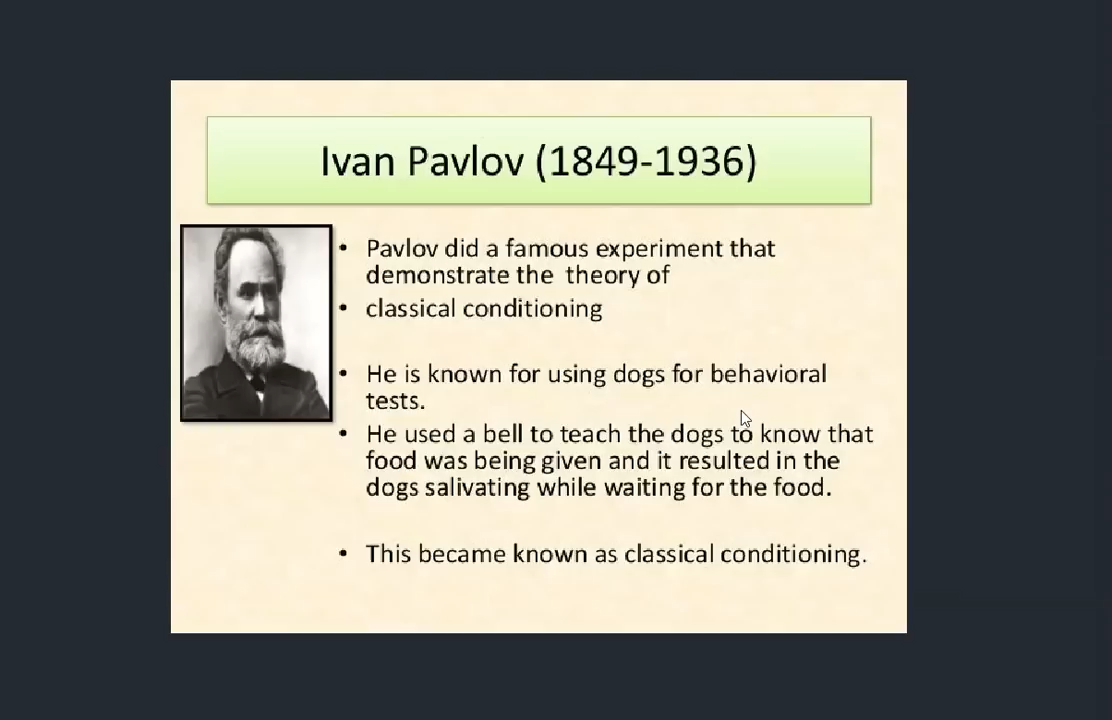 Ivan Pavlov (1849-1936)
• Pavlov did a famous experiment that
demonstrate the  theory of
• classical conditioning
• He is known for using dogs for behavioral
tests.
• He used a bell to teach the dogs to know that
food was being given and it resulted in the
dogs salivating while waiting for the food.
• This became known as classical conditioning.